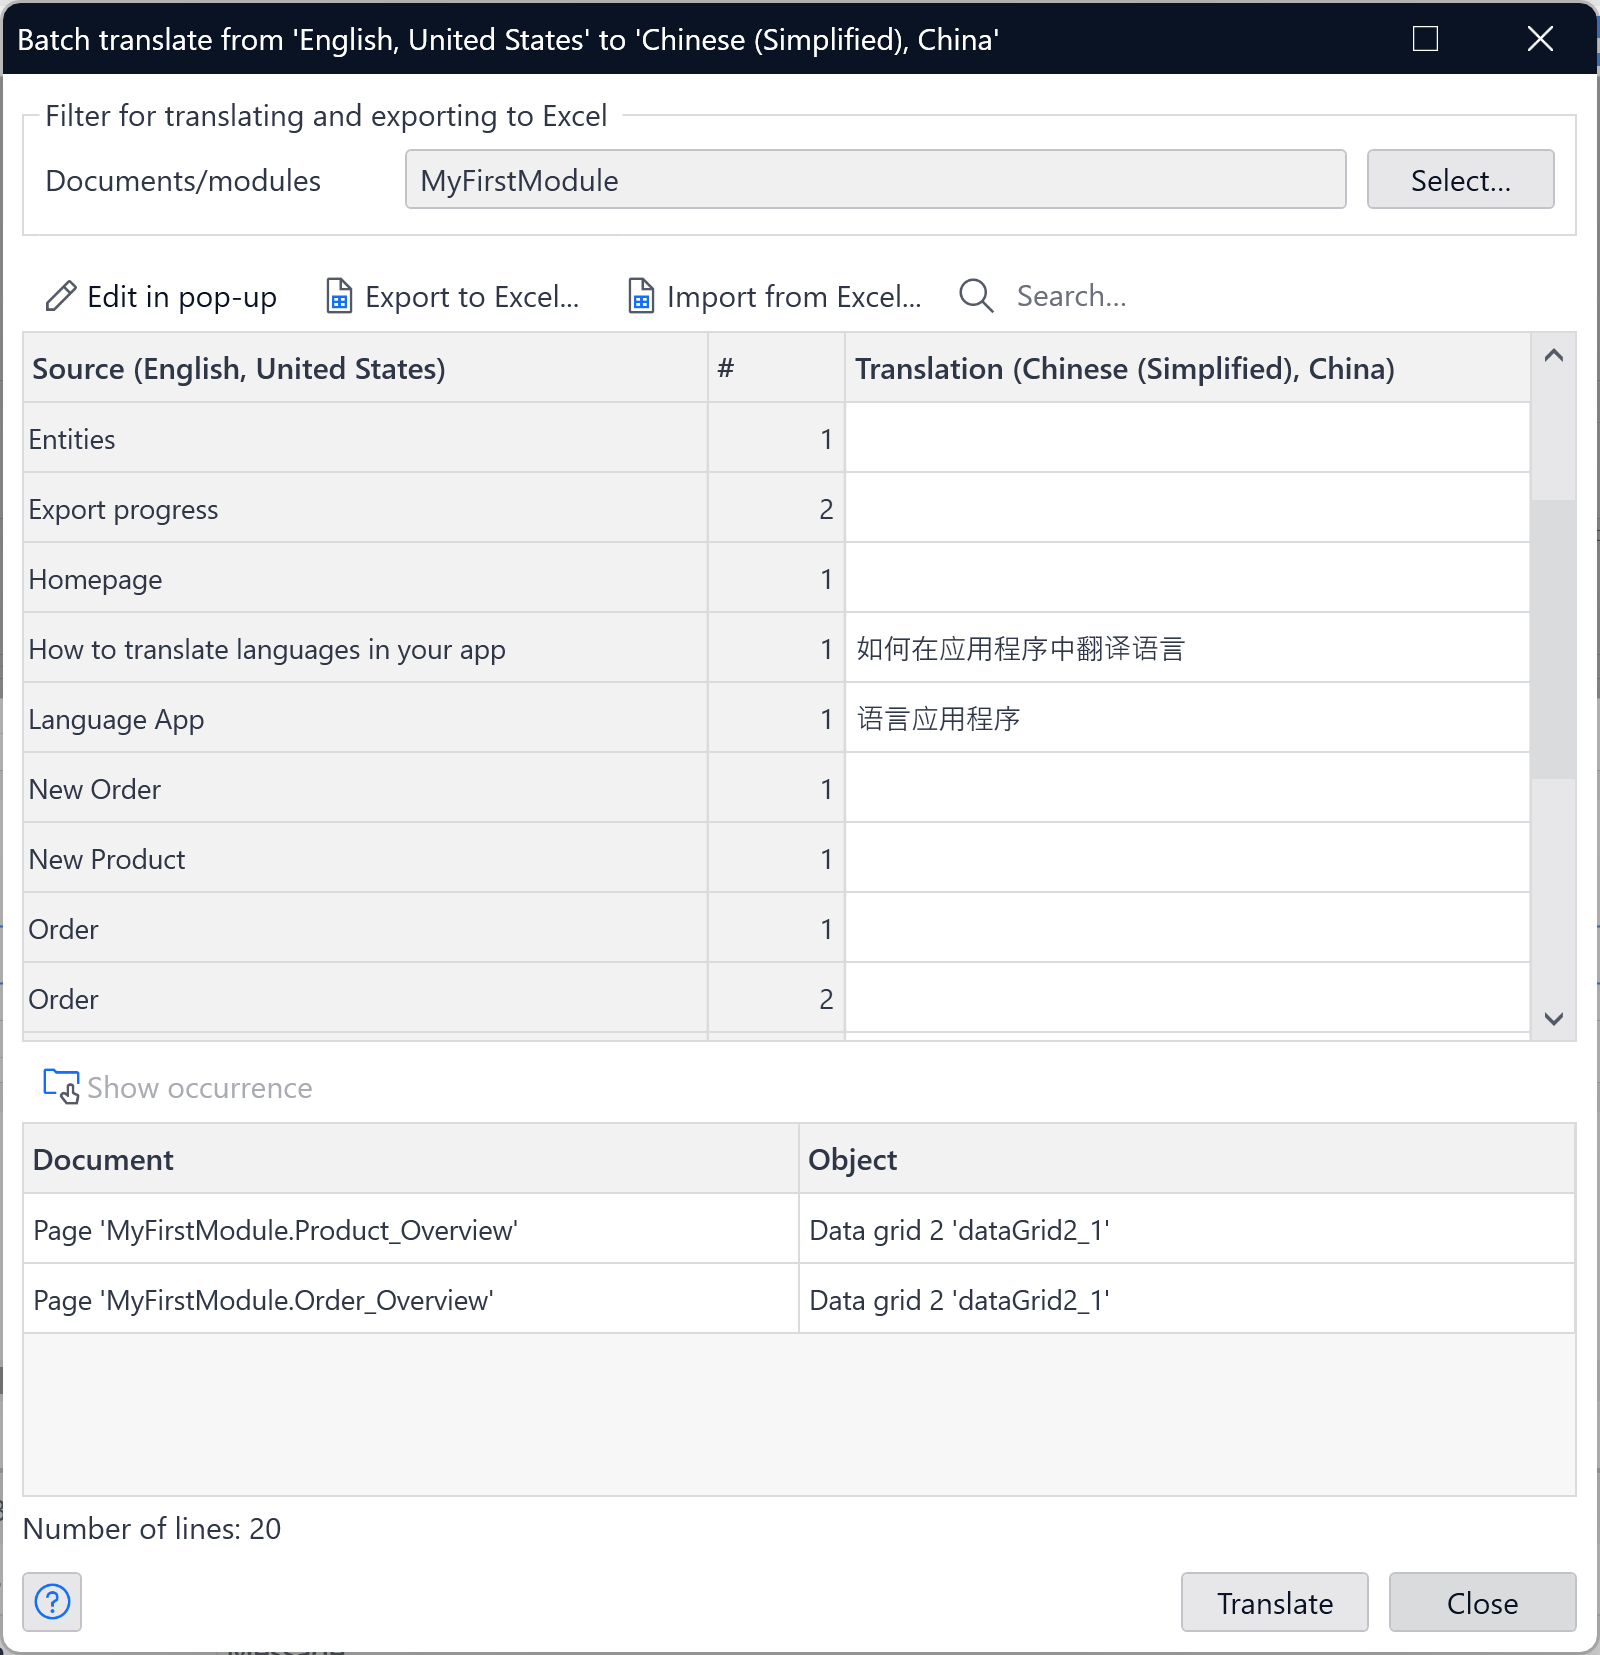 Batch translate from 'English, United States' to 'Chinese (Simplified), China'
Filter for translating and exporting to Excel
Documents/modules MyFirstModule Select...
Edit in pop-up Export to Excel... Import from Excel... Search...
Source (English, United States) # Translation (Chinese (Simplified), China)
Entities 1
Export progress 2
Homepage 1
How to translate languages in your app 1 如何在应用程序中翻译语言
Language App 1 语言应用程序
New Order 1
New Product 1
Order 1
Order 2
Show occurrence
Document Object
Page 'MyFirstModule.Product_Overview' Data grid 2 'dataGrid2_1'
Page 'MyFirstModule.Order_Overview' Data grid 2 'dataGrid2_1'
Number of lines: 20
? Translate Close